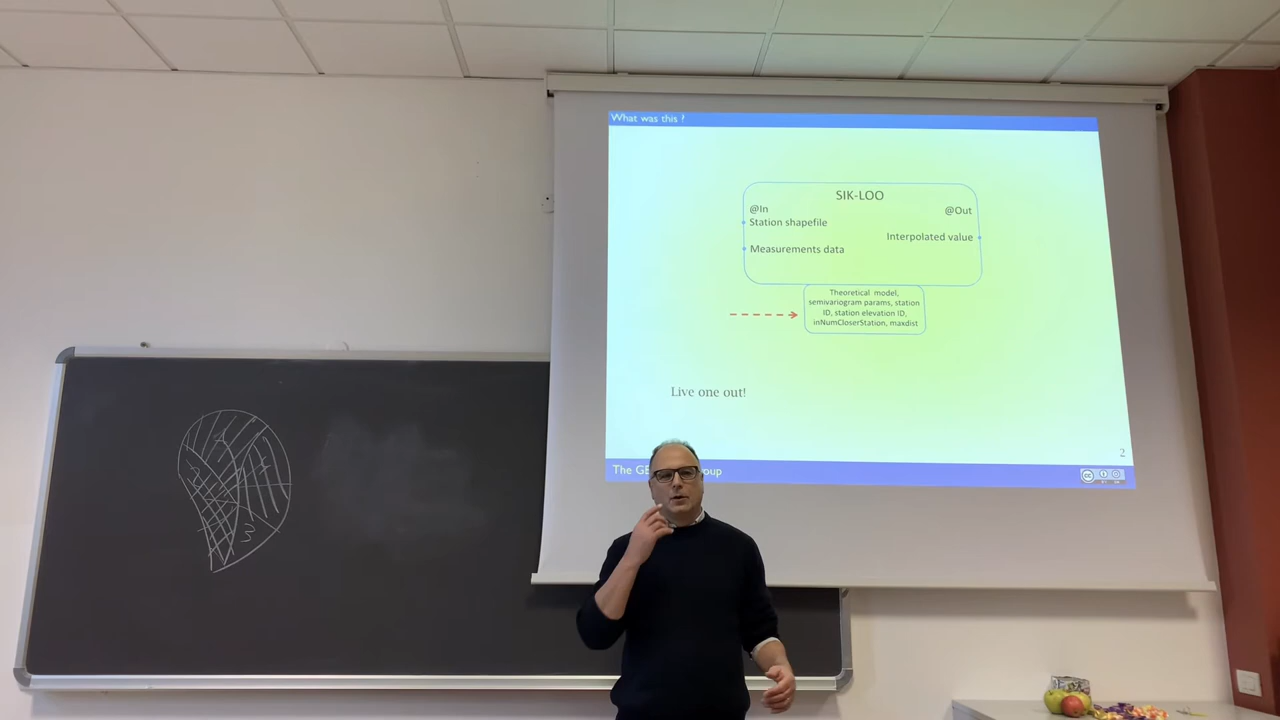 What was this ?
SIK-LOO
@In
@Out
Station shapefile
Interpolated value
Measurements data
Theoretical model,
semivariogram params, station
ID, station elevation ID,
inNumCloserStation, maxdist
Live one out!
2
The GE
oup
3